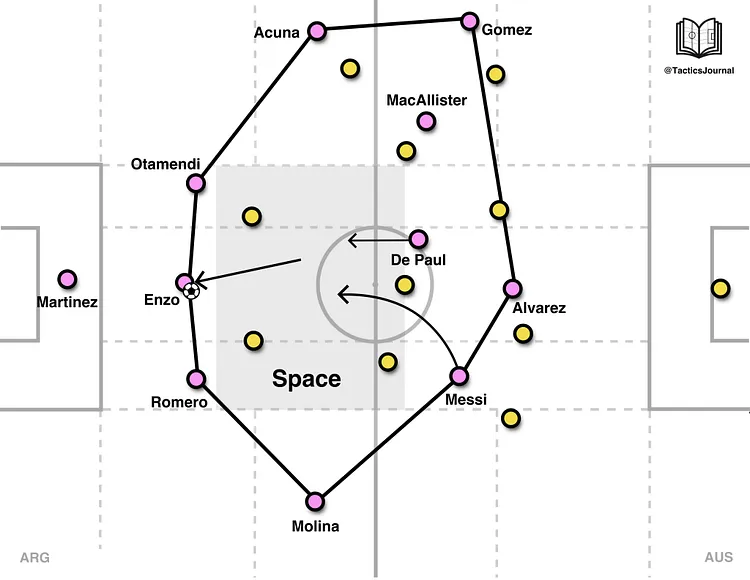 Acuna
Gomez
@TacticsJournal
MacAllister
Otamendi
De Paul
Martinez
Enzo
Alvarez
Space
Romero
Messi
Molina
ARG
AUS